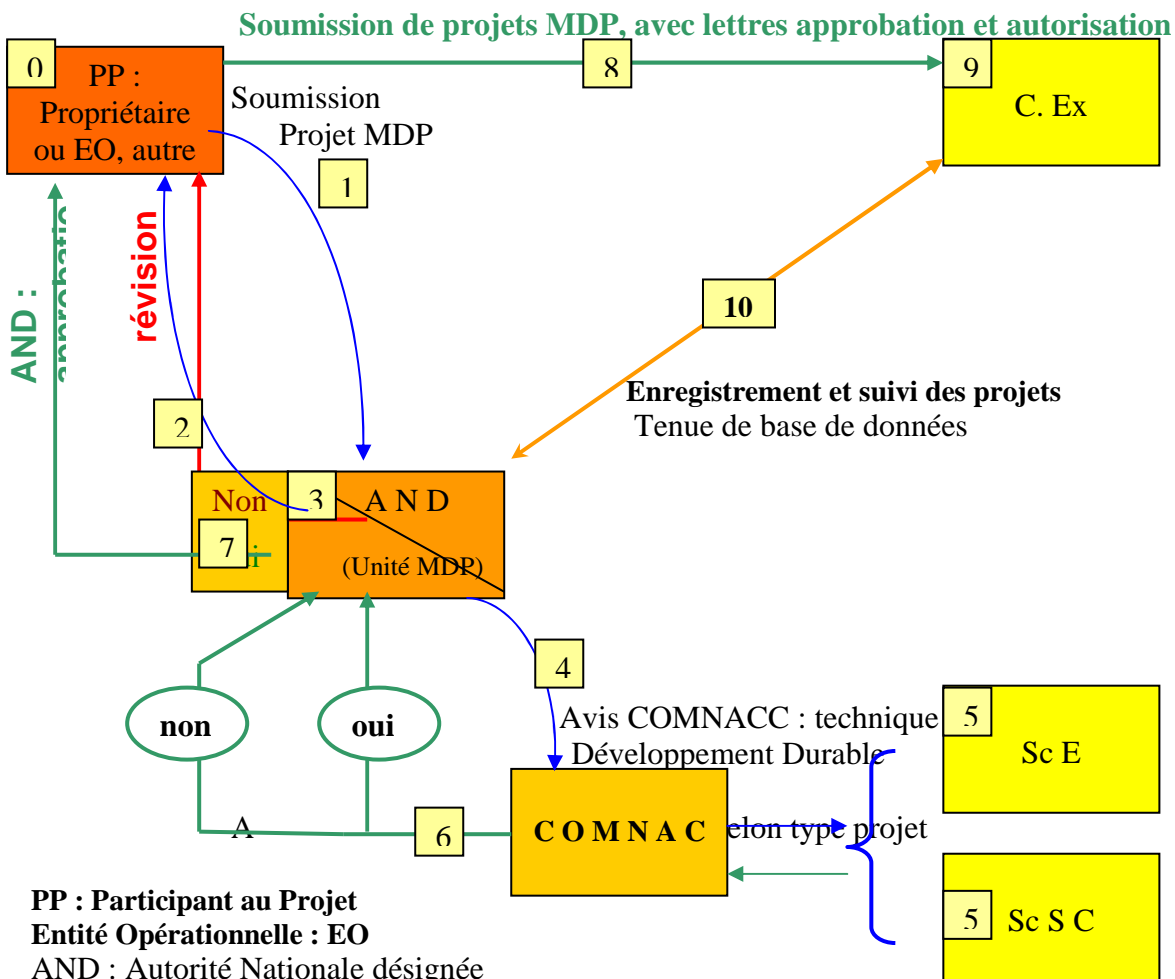 Soumission de projets MDP, avec lettres approbation et autorisation
0
PP :
Propriétaire
ou EO, autre
8
9
C. Ex
Soumission
Projet MDP
1
AND :
révision
2
10
Enregistrement et suivi des projets
Tenue de base de données
Non
3
A N D
7
(Unité MDP)
4
non
oui
Avis COMNACC : technique
Développement Durable
5
Sc E
A
6
C O M N A C
elon type projet
5
Sc S C
PP : Participant au Projet
Entité Opérationnelle : EO
AND : Autorité Nationale désignée